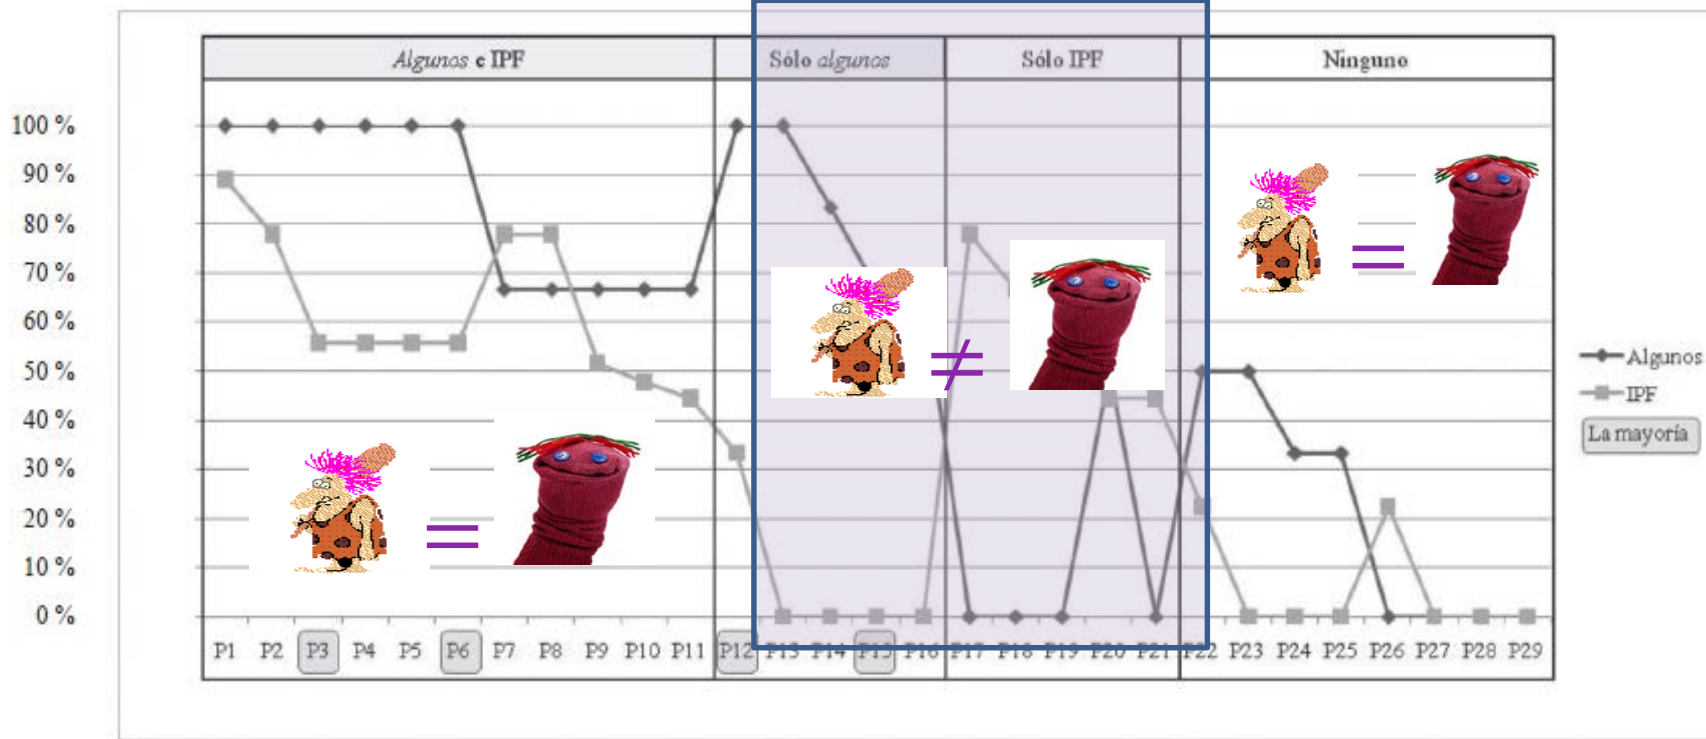 Algunos e IPF
Sólo algunos
Sólo IPF
Ninguno
100 %
90 %
80 %
70 %
60 %
50 %
40 %
30 %
20 %
10 %
0 %
=
≠
=
Algunos
IPF
La mayoría
P1 P2 P3 P4 P5 P6 P7 P8 P9 P10 P11 P12 P13 P14 P15 P16 P17 P18 P19 P20 P21 P22 P23 P24 P25 P26 P27 P28 P29